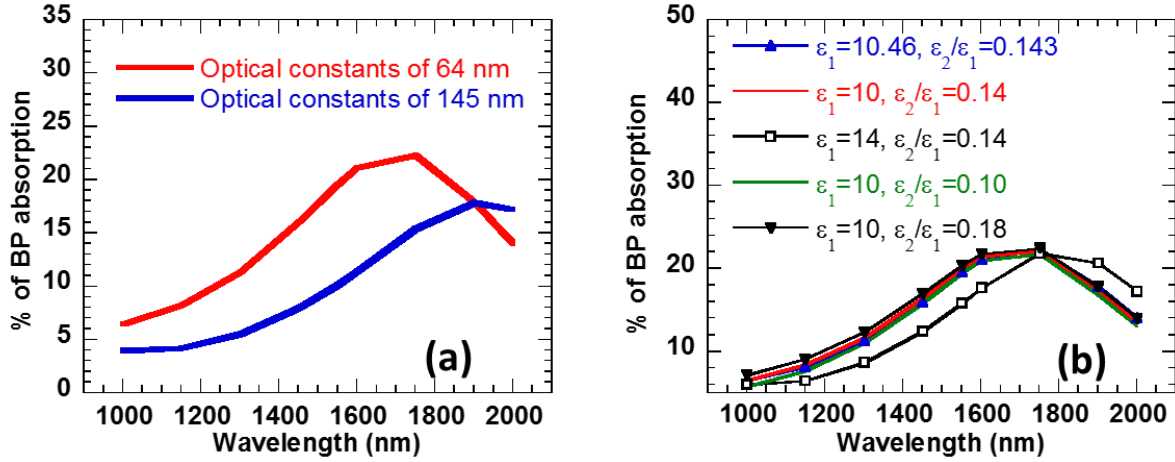 35
30
25
20
15
10
5
0
% of BP absorption
Optical constants of 64 nm
Optical constants of 145 nm
(a)
1000 1200 1400 1600 1800 2000
Wavelength (nm)
50
40
30
20
10
% of BP absorption
ε₁=10.46, ε₂/ε₁=0.143
ε₁=10, ε₂/ε₁=0.14
ε₁=14, ε₂/ε₁=0.14
ε₁=10, ε₂/ε₁=0.10
ε₁=10, ε₂/ε₁=0.18
(b)
1000 1200 1400 1600 1800 2000
Wavelength (nm)